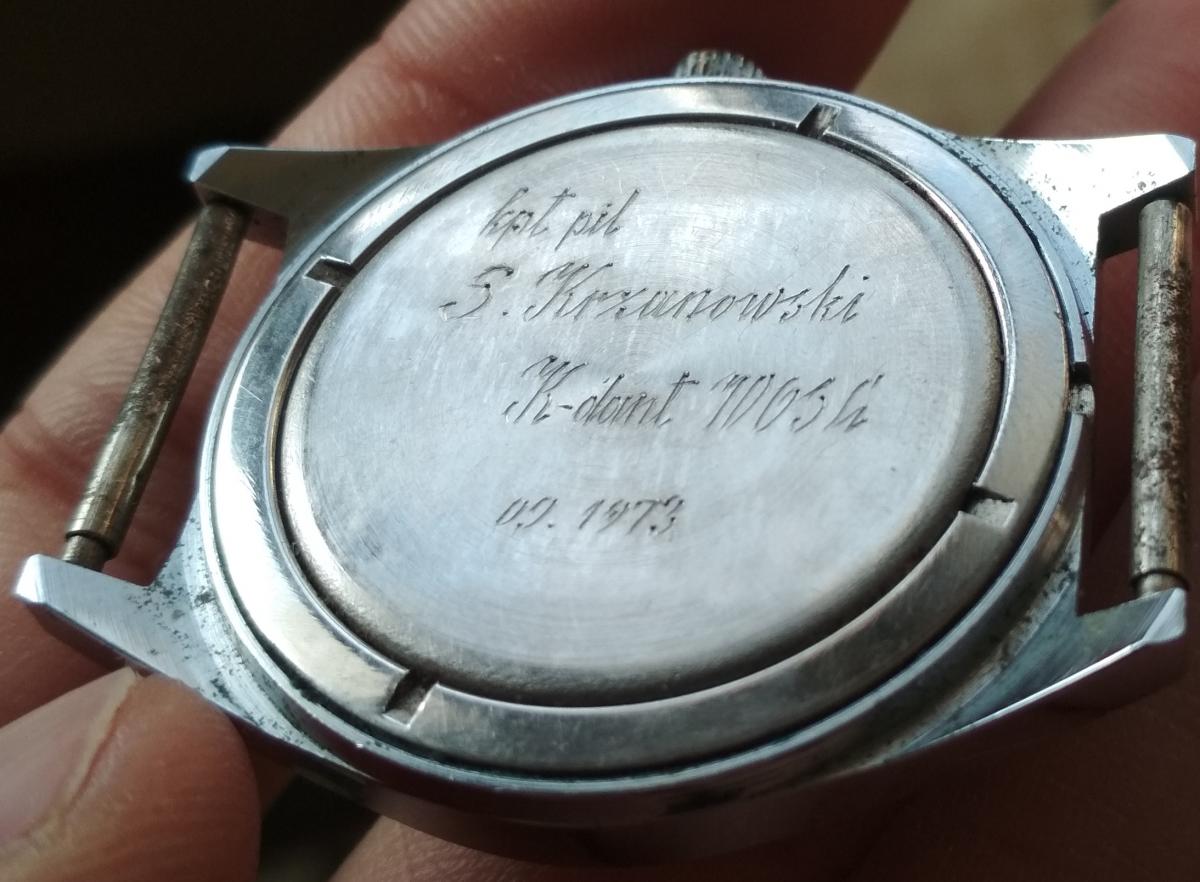 kpt pil
S. Krzanowski
K-dant WOSL
09. 1973